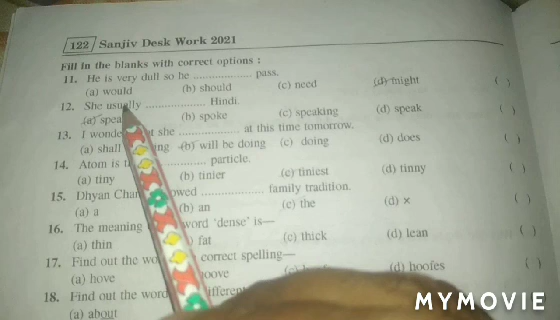 122 Sanjiv Desk Work 2021
Fill in the blanks with correct options :
11. He is very dull so he .................. pass.
(a) would (b) should (c) need (d) might ( )
12. She usually .................. Hindi.
(b) spoke (c) speaking (d) speak ( )
13. I she .................. at this time tomorrow.
(a) shall (b) will be doing (c) doing (d) does ( )
14. Atom is .................. particle.
(a) tiny (b) tinier (c) tiniest (d) tinny ( )
15. Dhyan .................. family tradition.
(a) a (b) an (c) the (d) × ( )
16. The meaning word 'dense' is—
(a) thin fat (c) thick (d) lean ( )
17. Find out the correct spelling—
(a) hove (d) hoofes ( )
18. Find out the word
(a) about
MYMOVIE